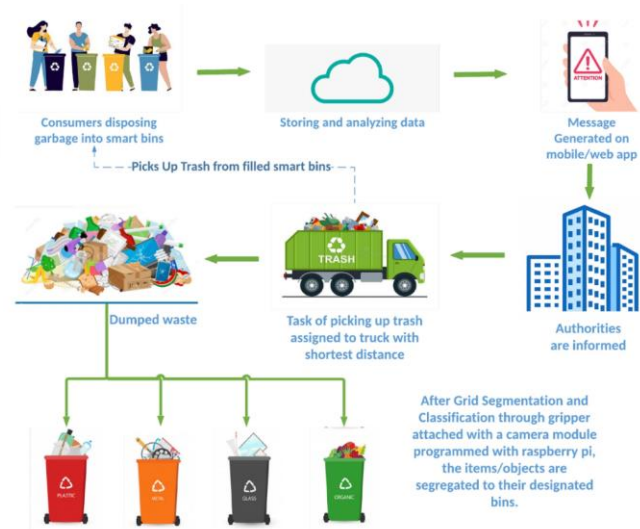 Consumers disposing
garbage into smart bins
Storing and analyzing data
ATTENTION
Message
Generated on
mobile/web app
Picks Up Trash from filled smart bins
TRASH
Dumped waste
Task of picking up trash
assigned to truck with
shortest distance
Authorities
are informed
After Grid Segmentation and
Classification through gripper
attached with a camera module
programmed with raspberry pi,
the items/objects are
segregated to their designated
bins.
PLASTIC
GLASS
ORGANIC